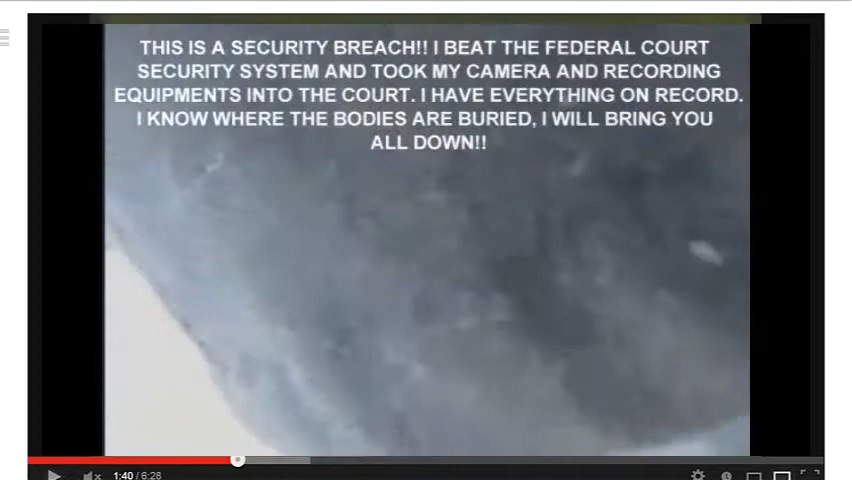 THIS IS A SECURITY BREACH!! I BEAT THE FEDERAL COURT
SECURITY SYSTEM AND TOOK MY CAMERA AND RECORDING
EQUIPMENTS INTO THE COURT. I HAVE EVERYTHING ON RECORD.
I KNOW WHERE THE BODIES ARE BURIED, I WILL BRING YOU
ALL DOWN!!
1:40 / 6:28